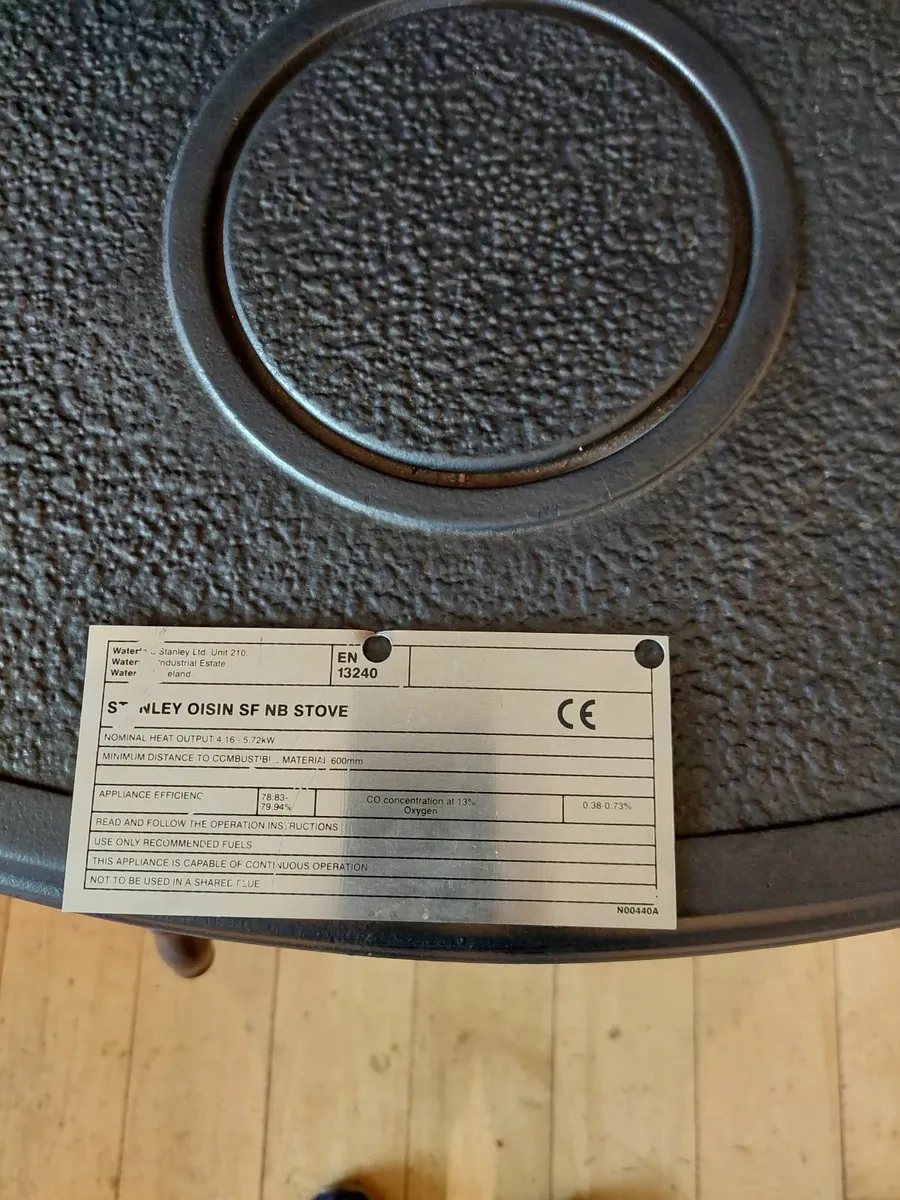 Stanley Ltd. Unit 210.
Industrial Estate
EN
13240
NLEY OISIN SF NB STOVE
CE
NOMINAL HEAT OUTPUT 4.16 - 5.72kW
MINIMUM DISTANCE TO MATERIAL 600mm
APPLIANCE
78.83-
79.94%
CO concentration at 13%
Oxygen
0.38-0.73%
READ AND FOLLOW THE OPERATION INSTRUCTIONS
USE ONLY RECOMMENDED FUELS
THIS APPLIANCE IS CAPABLE OF CONTINUOUS OPERATION
NOT TO BE USED IN A SHARED FLUE
N00440A